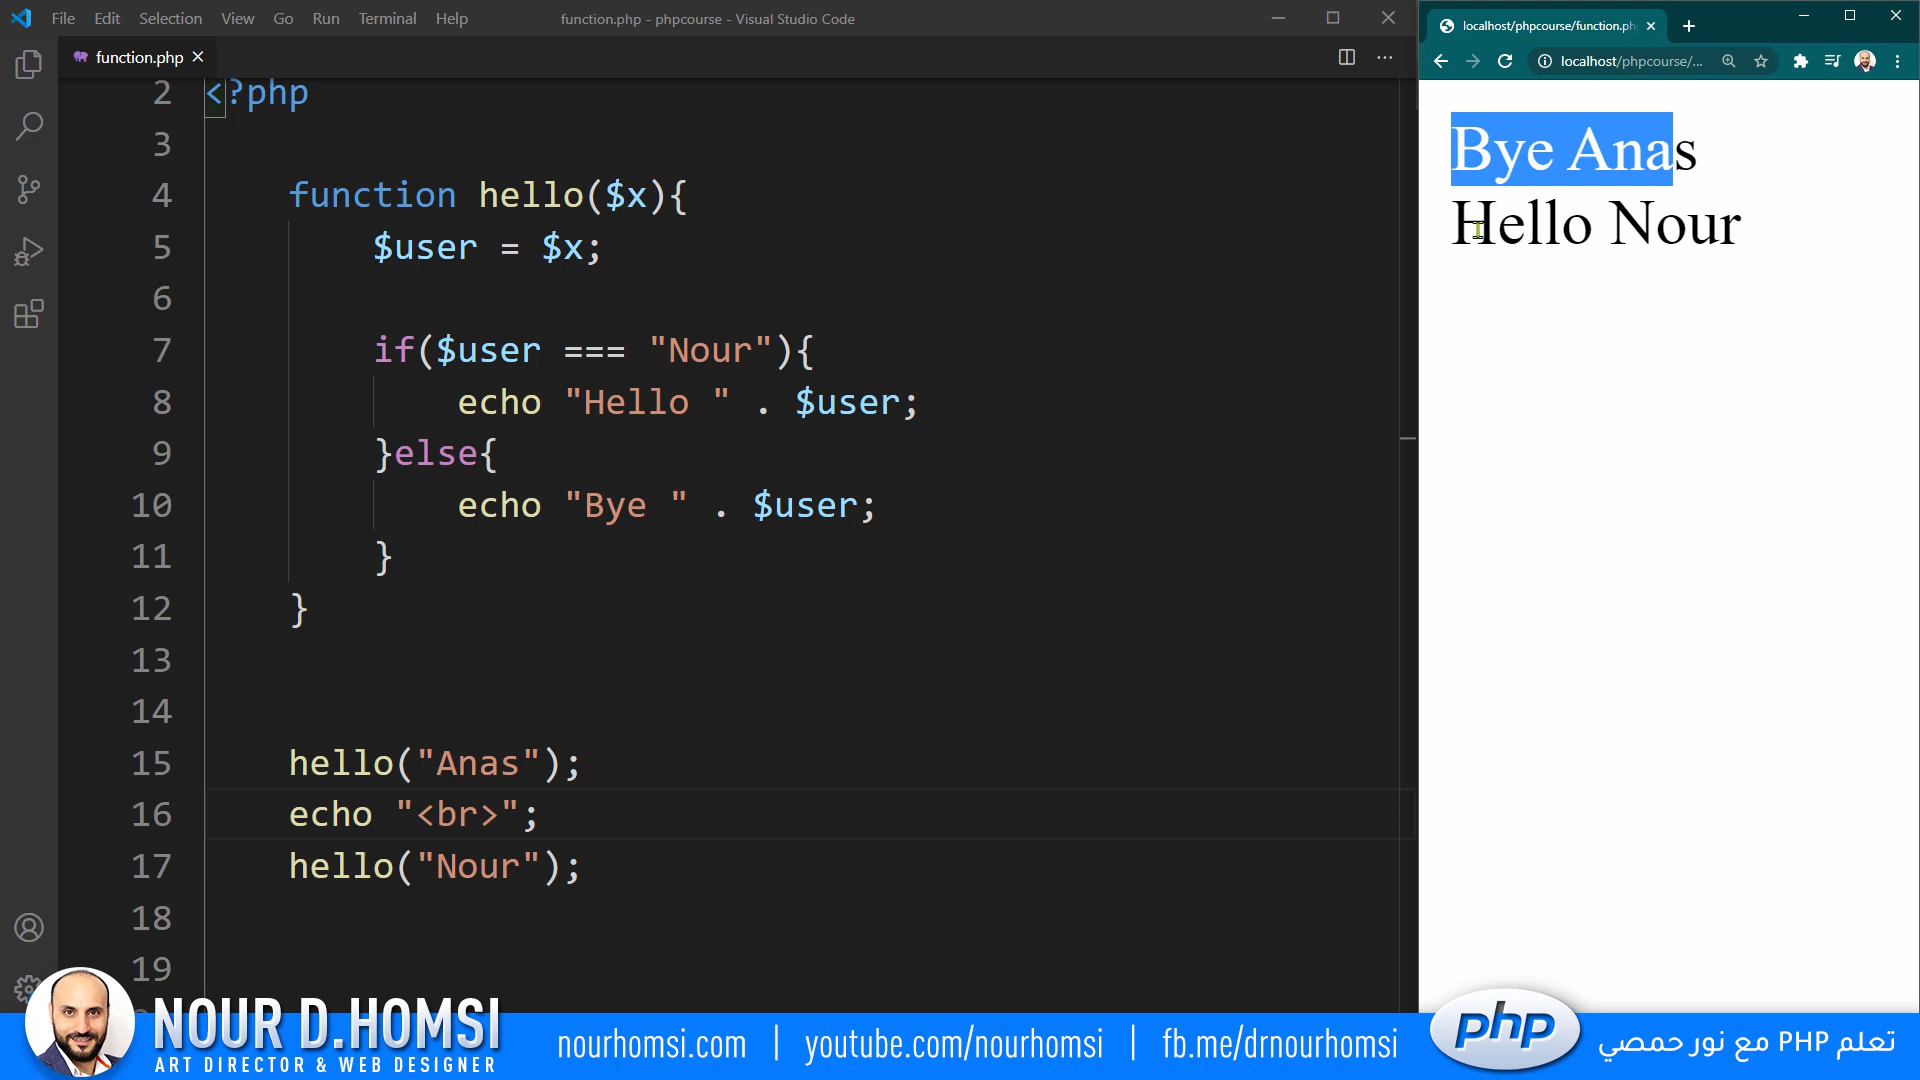 File Edit Selection View Go Run Terminal Help
function.php - phpcourse - Visual Studio Code
function.php
2 <?php
3
4 function hello($x){
5 $user = $x;
6
7 if($user === "Nour"){
8 echo "Hello " . $user;
9 }else{
10 echo "Bye " . $user;
11 }
12 }
13
14
15 hello("Anas");
16 echo "<br>";
17 hello("Nour");
18
19
localhost/phpcourse/function.ph
localhost/phpcourse/...
Bye Anas
Hello Nour
NOUR D.HOMSI
ART DIRECTOR & WEB DESIGNER
nourhomsi.com | youtube.com/nourhomsi | fb.me/drnourhomsi
php
تعلم PHP مع نور حمصي